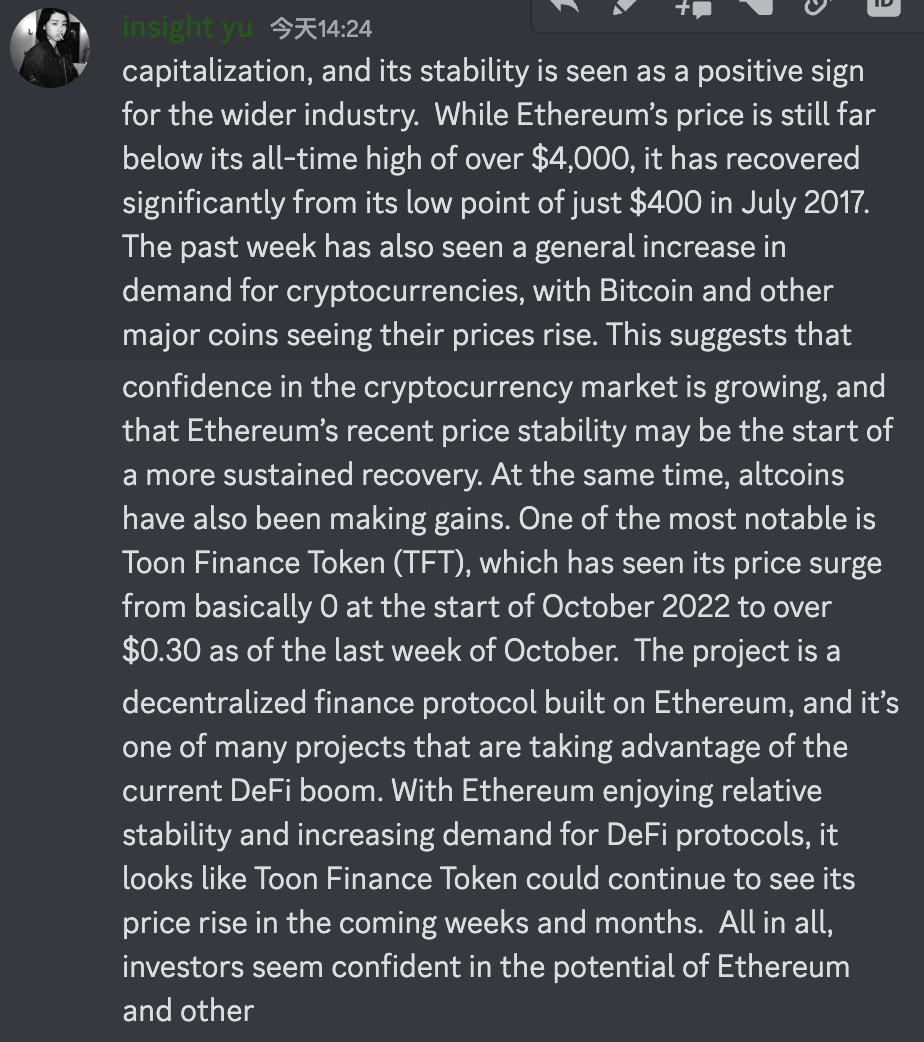 insight yu 今天14:24
capitalization, and its stability is seen as a positive sign
for the wider industry.  While Ethereum’s price is still far
below its all-time high of over $4,000, it has recovered
significantly from its low point of just $400 in July 2017.
The past week has also seen a general increase in
demand for cryptocurrencies, with Bitcoin and other
major coins seeing their prices rise. This suggests that
confidence in the cryptocurrency market is growing, and
that Ethereum’s recent price stability may be the start of
a more sustained recovery. At the same time, altcoins
have also been making gains. One of the most notable is
Toon Finance Token (TFT), which has seen its price surge
from basically 0 at the start of October 2022 to over
$0.30 as of the last week of October.  The project is a
decentralized finance protocol built on Ethereum, and it’s
one of many projects that are taking advantage of the
current DeFi boom. With Ethereum enjoying relative
stability and increasing demand for DeFi protocols, it
looks like Toon Finance Token could continue to see its
price rise in the coming weeks and months.  All in all,
investors seem confident in the potential of Ethereum
and other